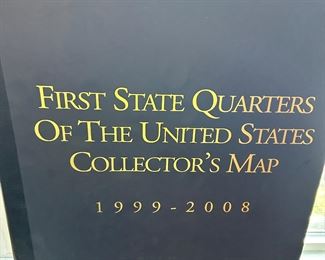 FIRST STATE QUARTERS
OF THE UNITED STATES
COLLECTOR'S MAP
1999-2008